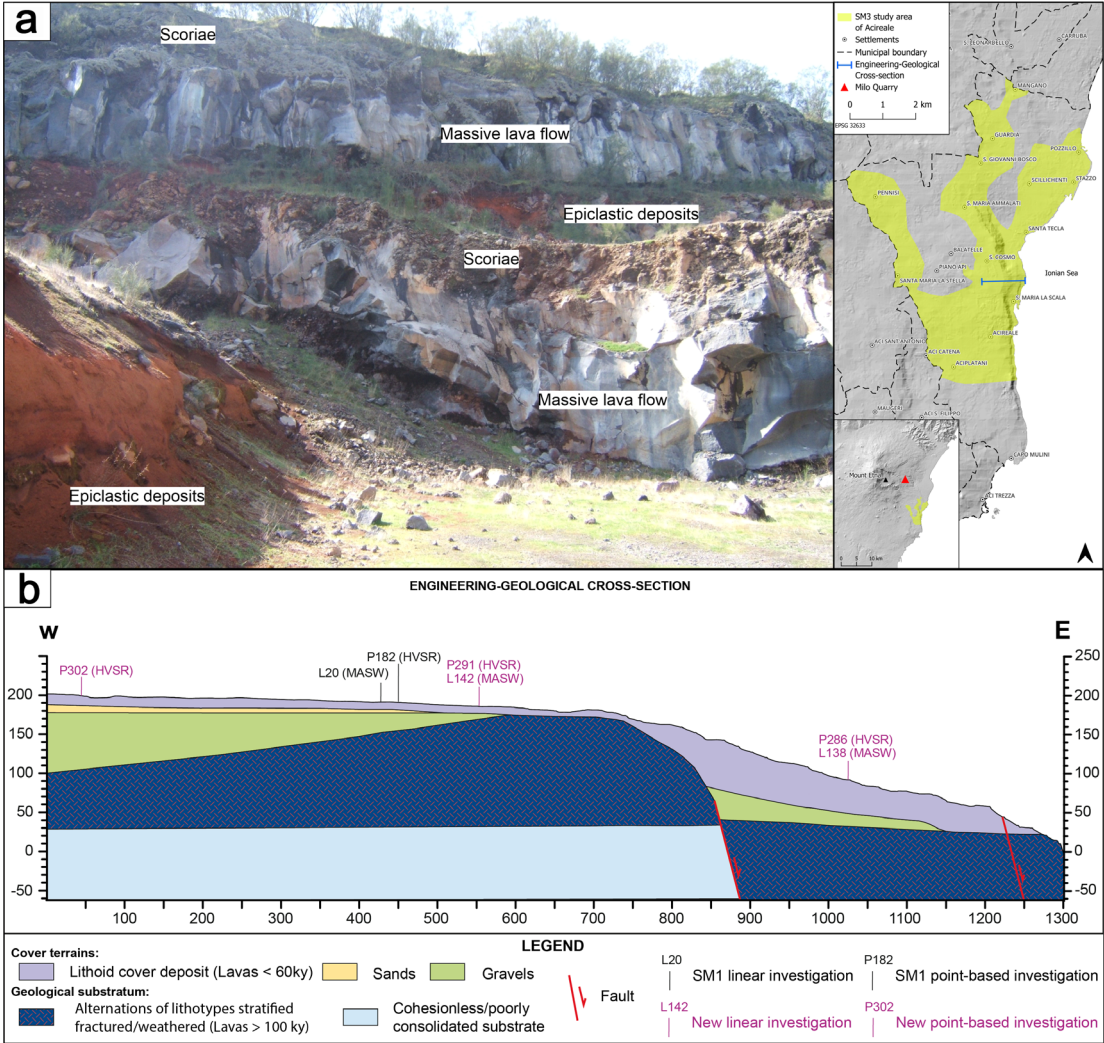 a
Scoriae
Massive lava flow
Epiclastic deposits
Scoriae
Massive lava flow
Epiclastic deposits
SM3 study area
of Acireale
Settlements
Municipal boundary
Engineering-Geological
Cross-section
Milo Quarry
0 1 2 km
EPSG 32633
S. LEONARDELLO
CARRUBA
MANGANO
GUARDIA
POZZILLO
S. GIOVANNI BOSCO
PENNISI
SCILLICHENTI
STAZZO
S. MARIA AMMALATI
SANTA TECLA
BALATELLE
S. COSMO
PIANO API
Ionian Sea
SANTA MARIA LA STELLA
S. MARIA LA SCALA
ACIREALE
ACI SANT'ANTONIO
ACI CATENA
ACIPLATANI
MAUGERI
ACI S. FILIPPO
CAPO MULINI
Mount Etna
ACI TREZZA
0 5 10 km
b
ENGINEERING-GEOLOGICAL CROSS-SECTION
W
E
P302 (HVSR)
P182 (HVSR)
L20 (MASW)
P291 (HVSR)
L142 (MASW)
P286 (HVSR)
L138 (MASW)
200
150
100
50
0
-50
250
200
150
100
50
0
-50
100 200 300 400 500 600 700 800 900 1000 1100 1200 1300
LEGEND
Cover terrains:
Lithoid cover deposit (Lavas < 60ky)
Sands
Gravels
Geological substratum:
Alternations of lithotypes stratified
fractured/weathered (Lavas > 100 ky)
Cohesionless/poorly
consolidated substrate
Fault
L20
SM1 linear investigation
P182
SM1 point-based investigation
L142
New linear investigation
P302
New point-based investigation